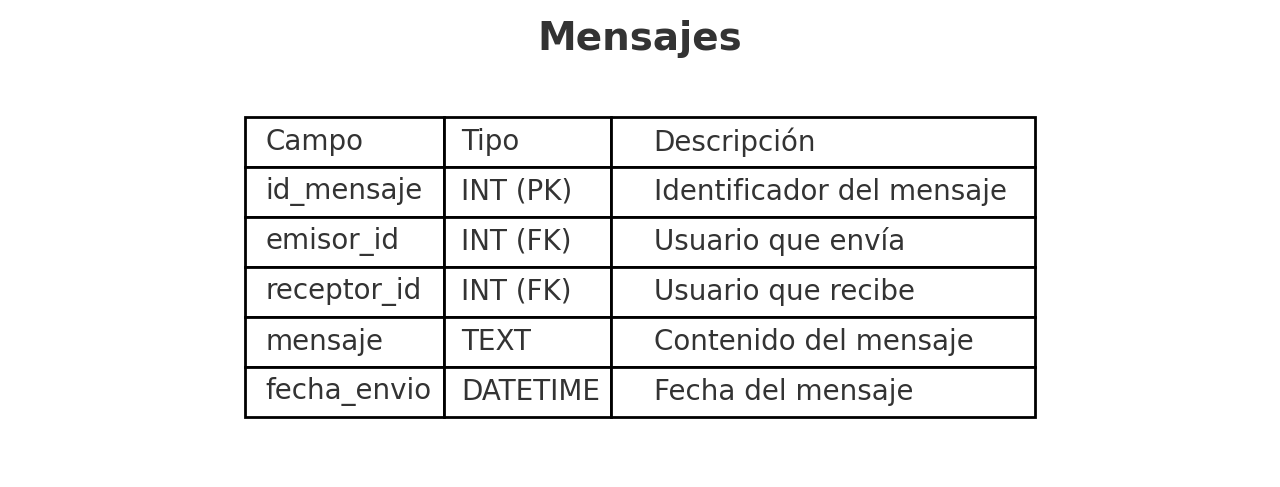 Mensajes
Campo Tipo Descripción
id_mensaje INT (PK) Identificador del mensaje
emisor_id INT (FK) Usuario que envía
receptor_id INT (FK) Usuario que recibe
mensaje TEXT Contenido del mensaje
fecha_envio DATETIME Fecha del mensaje